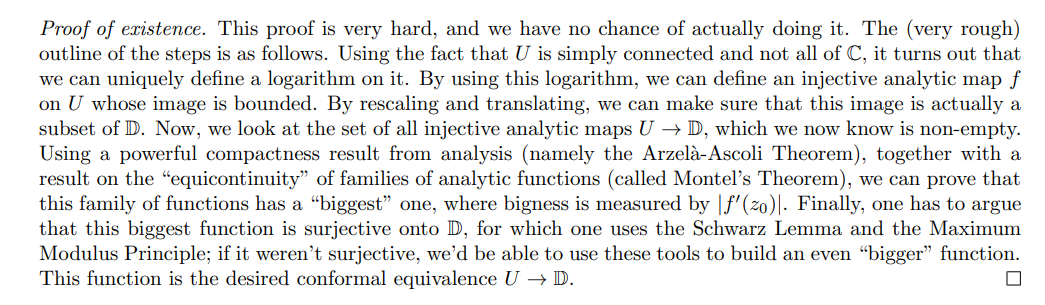 Proof of existence. This proof is very hard, and we have no chance of actually doing it. The (very rough)
outline of the steps is as follows. Using the fact that U is simply connected and not all of ℂ, it turns out that
we can uniquely define a logarithm on it. By using this logarithm, we can define an injective analytic map f
on U whose image is bounded. By rescaling and translating, we can make sure that this image is actually a
subset of 𝔻. Now, we look at the set of all injective analytic maps U → 𝔻, which we now know is non-empty.
Using a powerful compactness result from analysis (namely the Arzelà-Ascoli Theorem), together with a
result on the “equicontinuity” of families of analytic functions (called Montel’s Theorem), we can prove that
this family of functions has a “biggest” one, where bigness is measured by |f′(z₀)|. Finally, one has to argue
that this biggest function is surjective onto 𝔻, for which one uses the Schwarz Lemma and the Maximum
Modulus Principle; if it weren’t surjective, we’d be able to use these tools to build an even “bigger” function.
This function is the desired conformal equivalence U → 𝔻. □